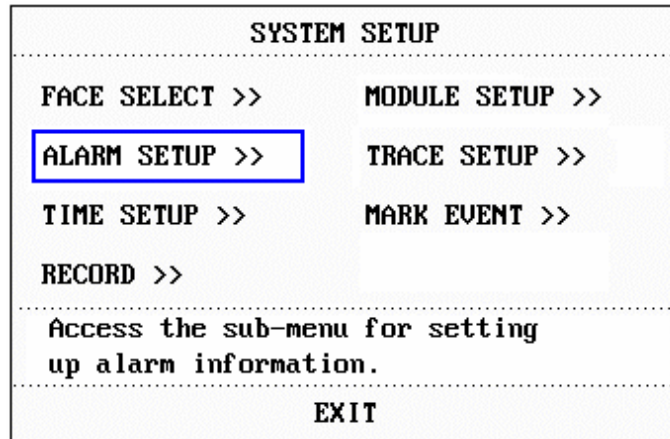 SYSTEM SETUP
FACE SELECT >> MODULE SETUP >>
ALARM SETUP >> TRACE SETUP >>
TIME SETUP >> MARK EVENT >>
RECORD >>
Access the sub-menu for setting
up alarm information.
EXIT